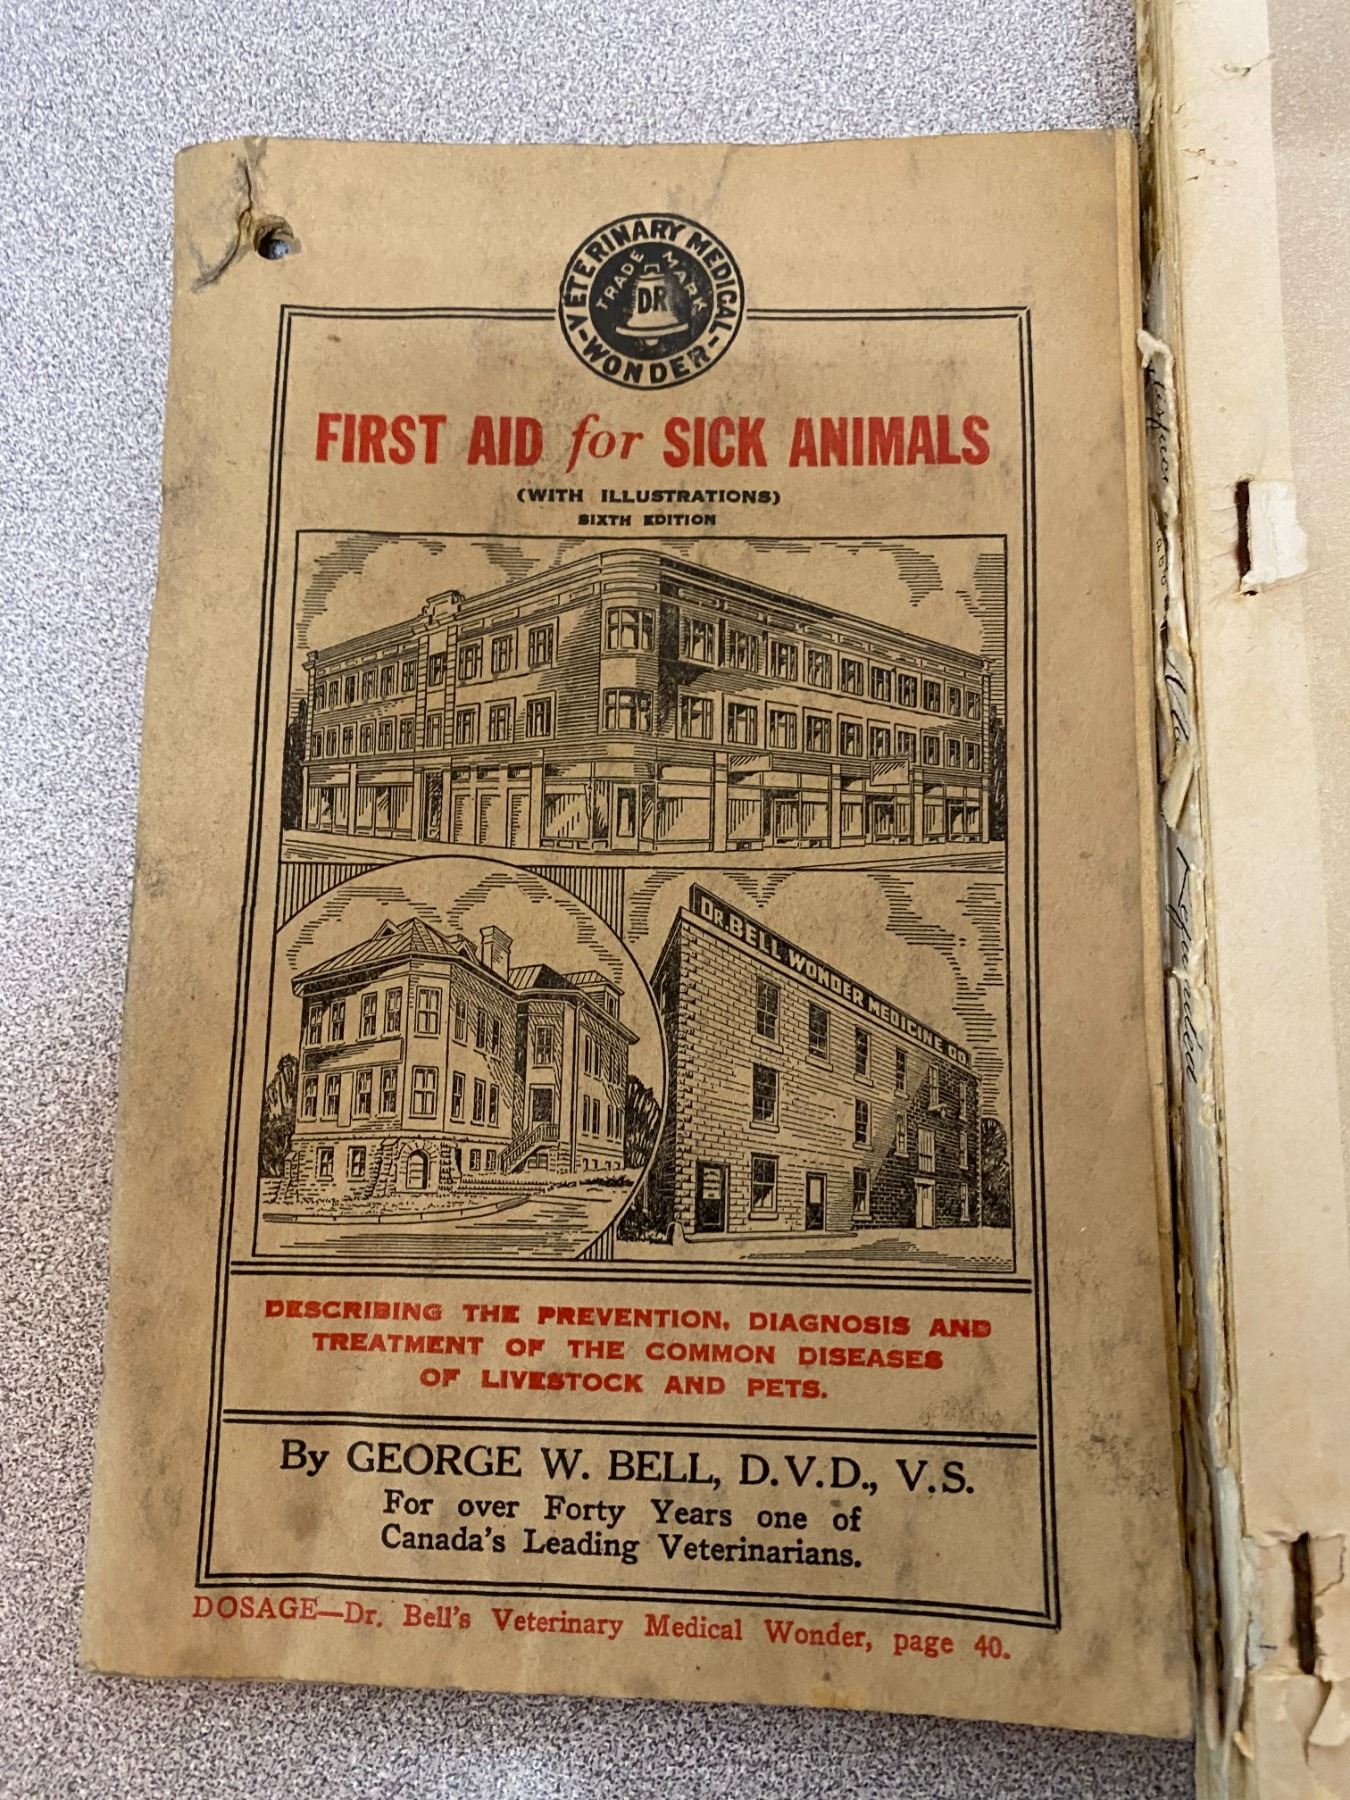 VETERINARY MEDICAL
TRADE MARK
DR
-WONDER-
FIRST AID for SICK ANIMALS
(WITH ILLUSTRATIONS)
SIXTH EDITION
DR. BELL WONDER MEDICINE CO.
DESCRIBING THE PREVENTION, DIAGNOSIS AND
TREATMENT OF THE COMMON DISEASES
OF LIVESTOCK AND PETS.
By GEORGE W. BELL, D.V.D., V.S.
For over Forty Years one of
Canada's Leading Veterinarians.
DOSAGE—Dr. Bell's Veterinary Medical Wonder, page 40.